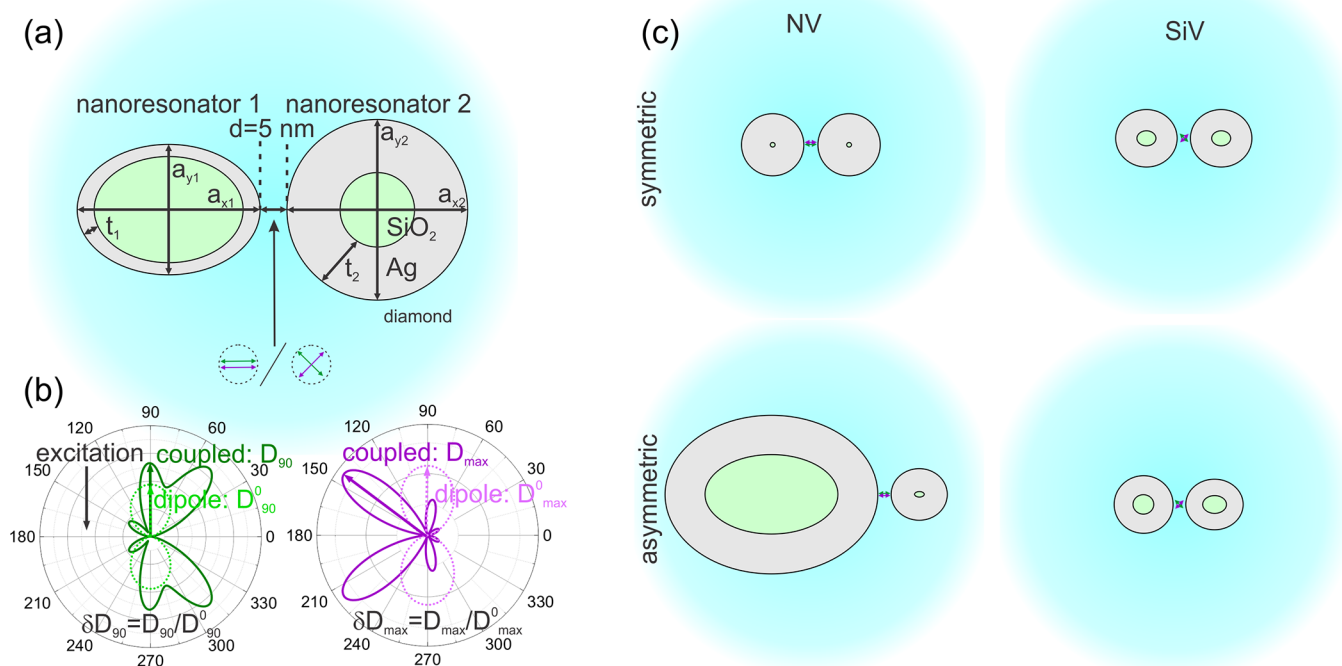 (a)
nanoresonator 1
nanoresonator 2
d=5 nm
a_y1
a_x1
t_1
a_y2
a_x2
SiO_2
t_2
Ag
diamond
(b)
90
120
60
150
30
180
0
210
330
240
300
270
excitation
coupled: D_90
dipole: D^0_90
δD_90=D_90/D^0_90
90
120
60
150
30
180
0
210
330
240
300
270
coupled: D_max
dipole: D^0_max
δD_max=D_max/D^0_max
(c)
NV
SiV
symmetric
asymmetric